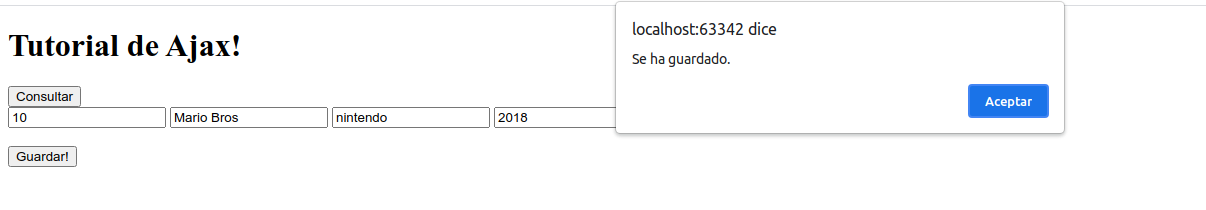 localhost:63342 dice
Se ha guardado.
Aceptar
Tutorial de Ajax!
Consultar
10 Mario Bros nintendo 2018
Guardar!